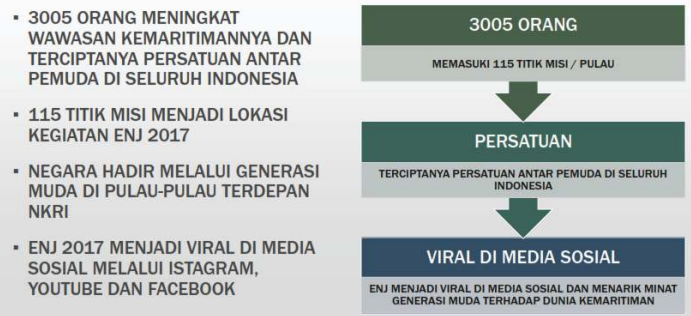 ▪ 3005 ORANG MENINGKAT
WAWASAN KEMARITIMANNYA DAN
TERCIPTANYA PERSATUAN ANTAR
PEMUDA DI SELURUH INDONESIA
▪ 115 TITIK MISI MENJADI LOKASI
KEGIATAN ENJ 2017
▪ NEGARA HADIR MELALUI GENERASI
MUDA DI PULAU-PULAU TERDEPAN
NKRI
▪ ENJ 2017 MENJADI VIRAL DI MEDIA
SOSIAL MELALUI ISTAGRAM,
YOUTUBE DAN FACEBOOK
3005 ORANG
MEMASUKI 115 TITIK MISI / PULAU
PERSATUAN
TERCIPTANYA PERSATUAN ANTAR PEMUDA DI SELURUH
INDONESIA
VIRAL DI MEDIA SOSIAL
ENJ MENJADI VIRAL DI MEDIA SOSIAL DAN MENARIK MINAT
GENERASI MUDA TERHADAP DUNIA KEMARITIMAN